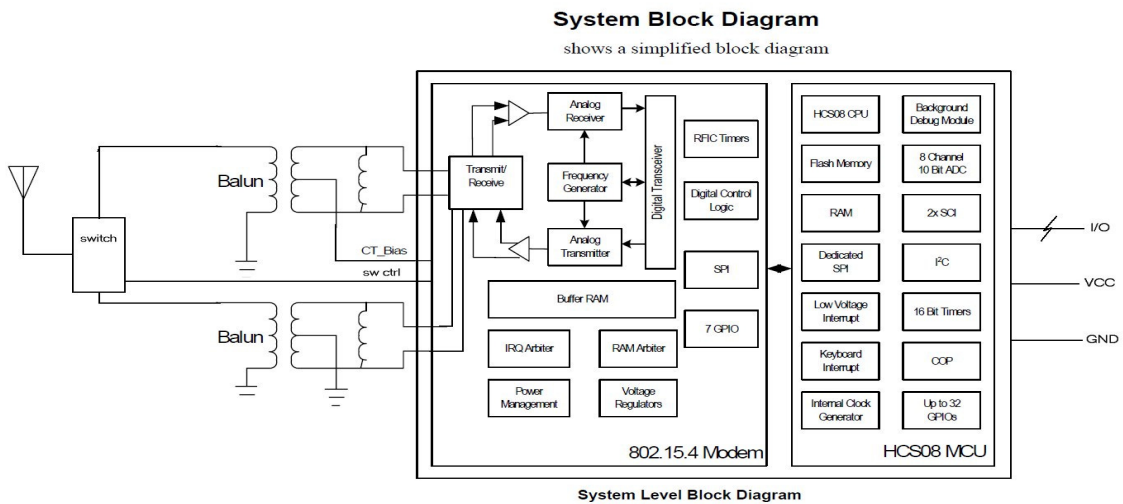 System Block Diagram
shows a simplified block diagram
switch
Balun
Balun
CT_Bias
sw ctrl
Transmit/
Receive
Analog
Receiver
Frequency
Generator
Analog
Transmitter
Digital Transceiver
RFIC Timers
Digital Control
Logic
SPI
7 GPIO
Buffer RAM
IRQ Arbiter
RAM Arbiter
Power
Management
Voltage
Regulators
802.15.4 Modem
HCS08 CPU
Background
Debug Module
Flash Memory
8 Channel
10 Bit ADC
RAM
2x SCI
Dedicated
SPI
I²C
Low Voltage
Interrupt
16 Bit Timers
Keyboard
Interrupt
COP
Internal Clock
Generator
Up to 32
GPIOs
HCS08 MCU
I/O
VCC
GND
System Level Block Diagram